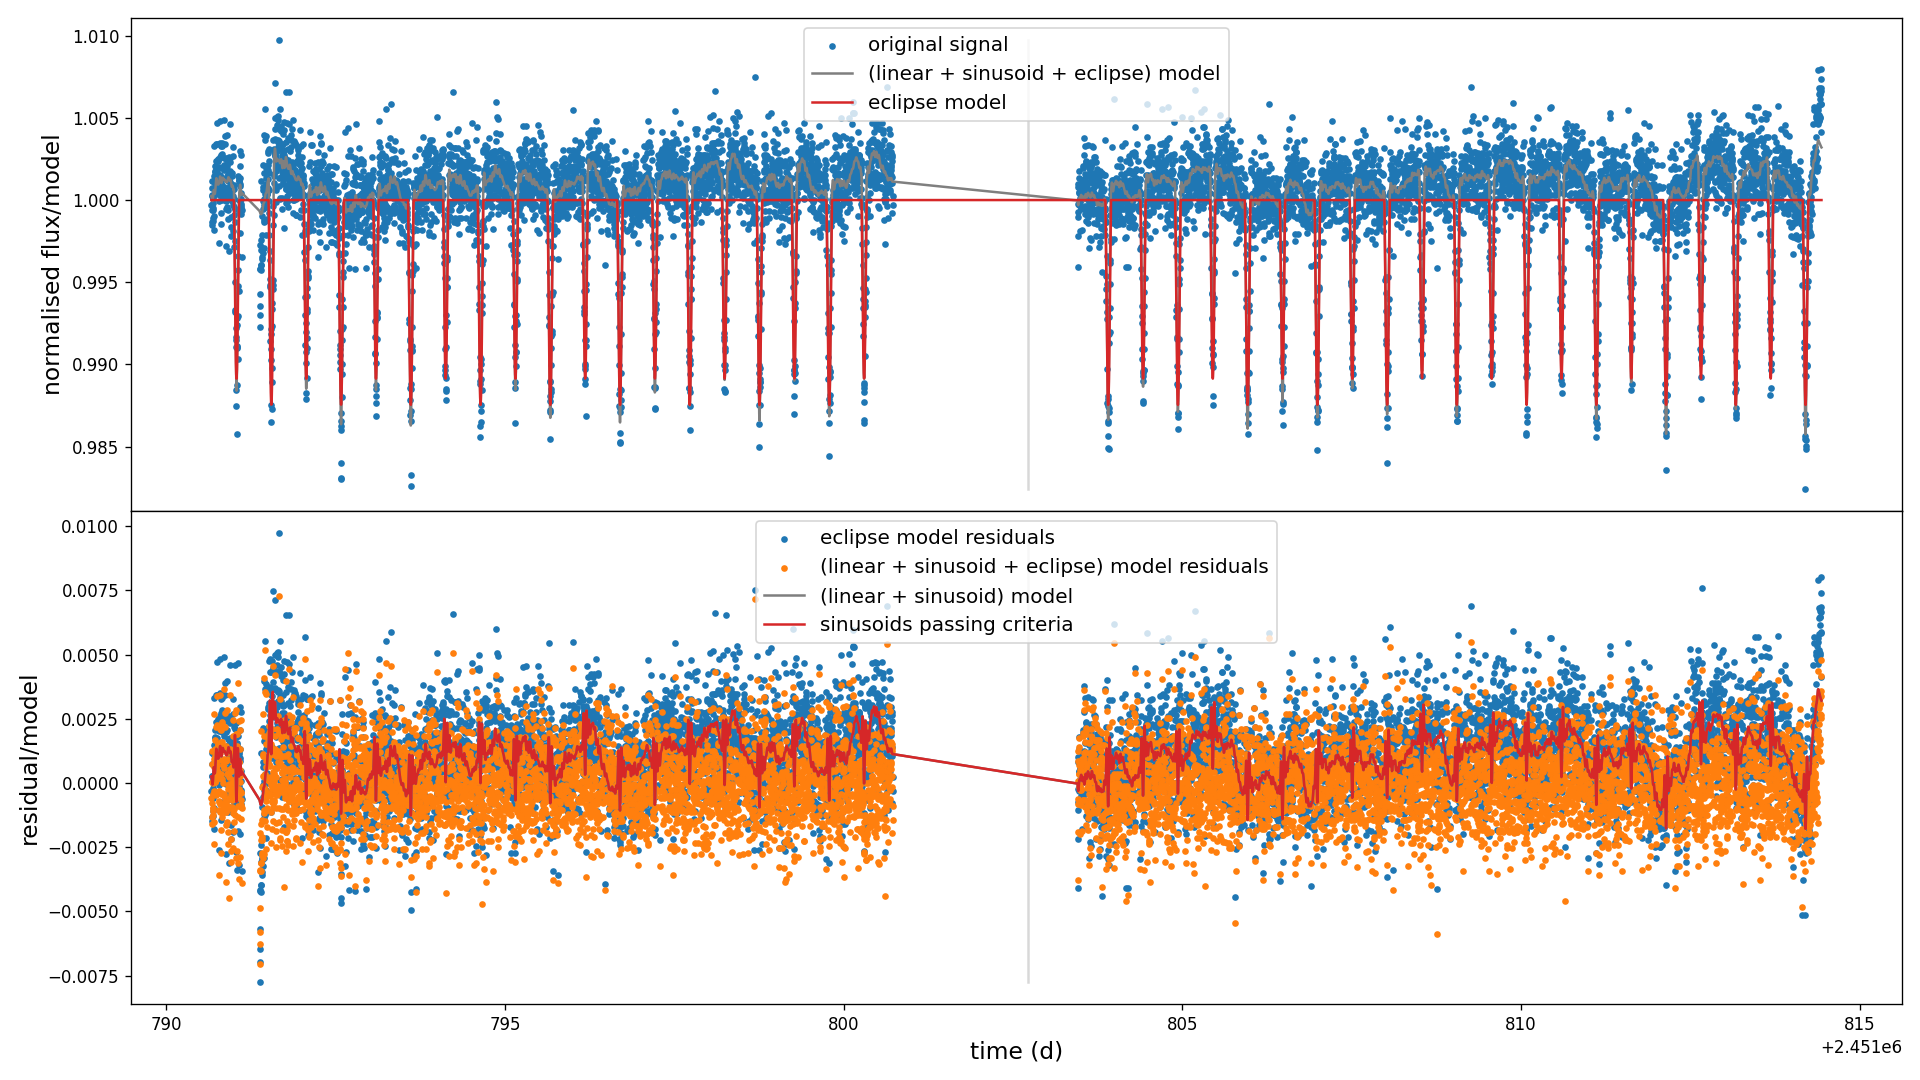 1.010
1.005
1.000
0.995
0.990
0.985
normalised flux/model
original signal
(linear + sinusoid + eclipse) model
eclipse model
0.0100
0.0075
0.0050
0.0025
0.0000
−0.0025
−0.0050
−0.0075
residual/model
eclipse model residuals
(linear + sinusoid + eclipse) model residuals
(linear + sinusoid) model
sinusoids passing criteria
790
795
800
805
810
815
+2.451e6
time (d)